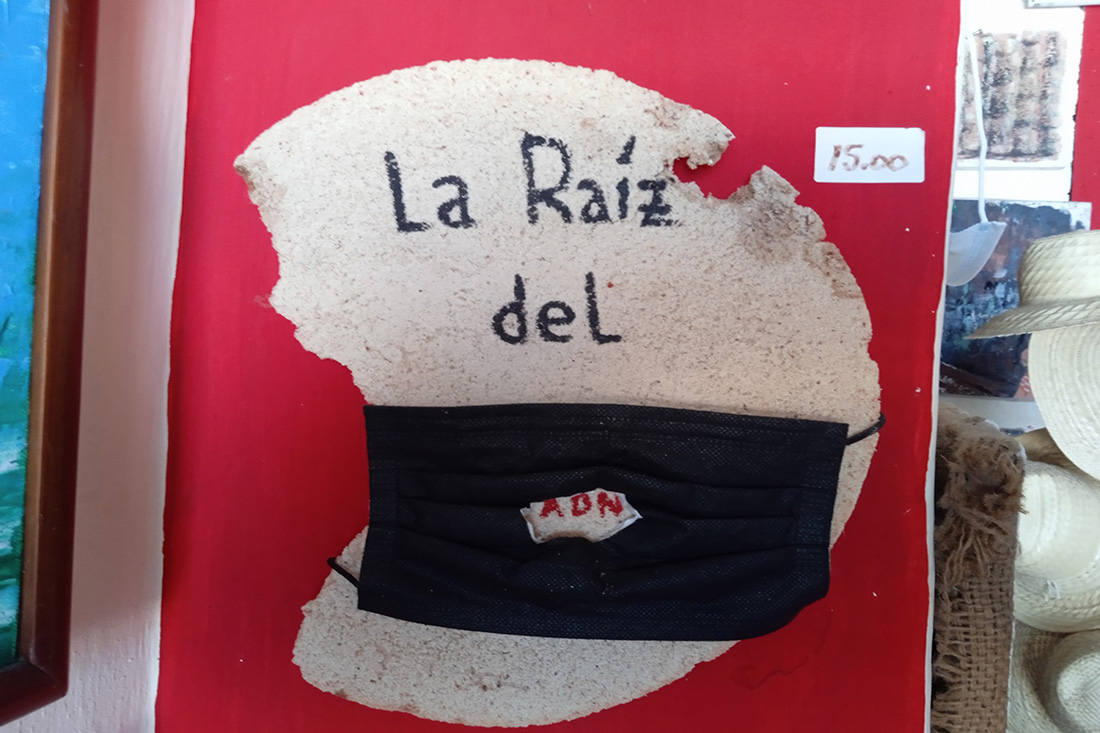 La Raíz
15.00
del
ADN